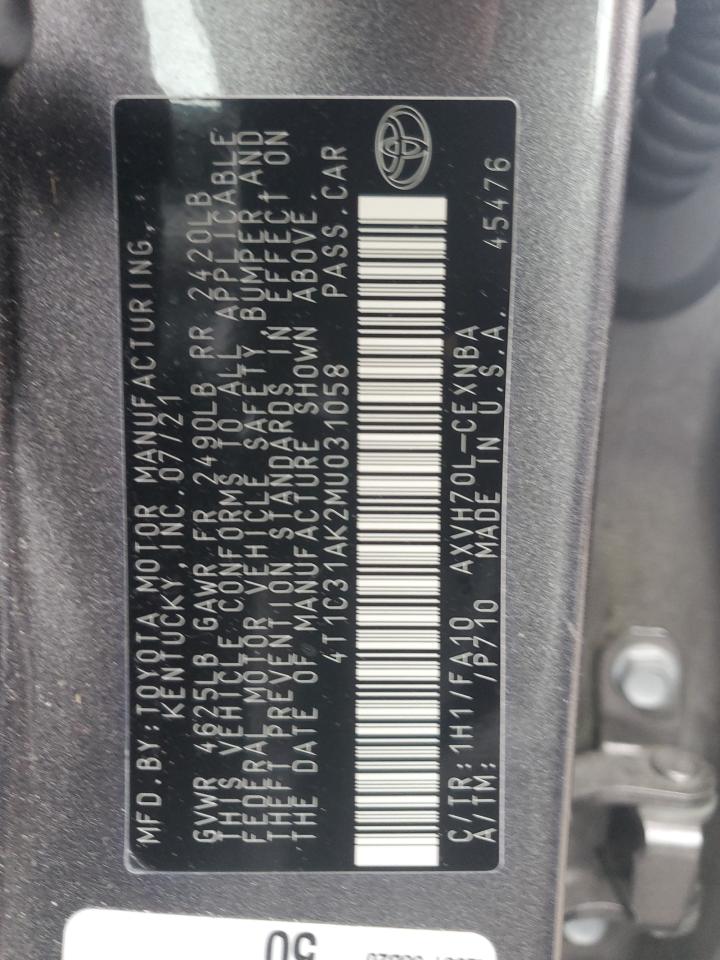 MFD.BY:TOYOTA MOTOR MANUFACTURING,
KENTUCKY,INC.07/21
GVWR 4625LB GAWR FR 2490LB RR 2420LB
THIS VEHICLE CONFORMS TO ALL APPLICABLE
FEDERAL MOTOR VEHICLE SAFETY, BUMPER AND
THEFT PREVENTION STANDARDS IN EFFECT ON
THE DATE OF MANUFACTURE SHOWN ABOVE.
4T1C31AK2MU031058 PASS.CAR
C/TR:1H1/FA10 AXVH70L-CEXNBA
A/TM: /P710 MADE IN U.S.A. 45476
50